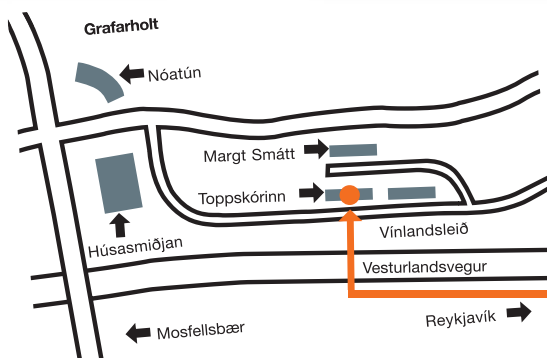 Grafarholt
Nóatún
Margt Smátt
Toppskórinn
Húsasmiðjan
Vínlandsleið
Vesturlandsvegur
Reykjavík
Mosfellsbær